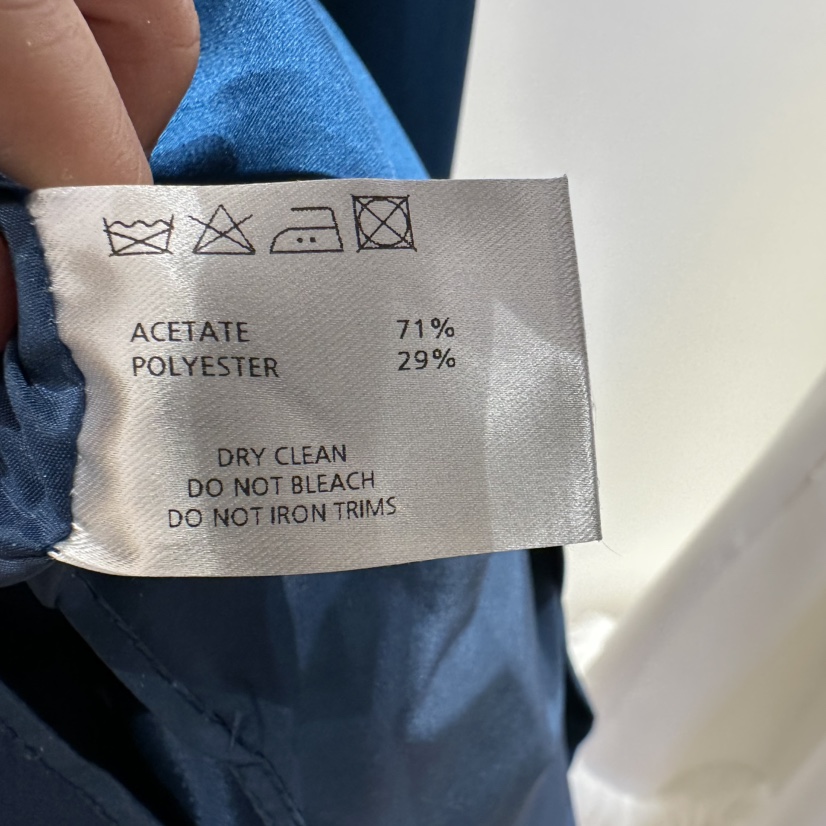 ACETATE 71%
POLYESTER 29%
DRY CLEAN
DO NOT BLEACH
DO NOT IRON TRIMS